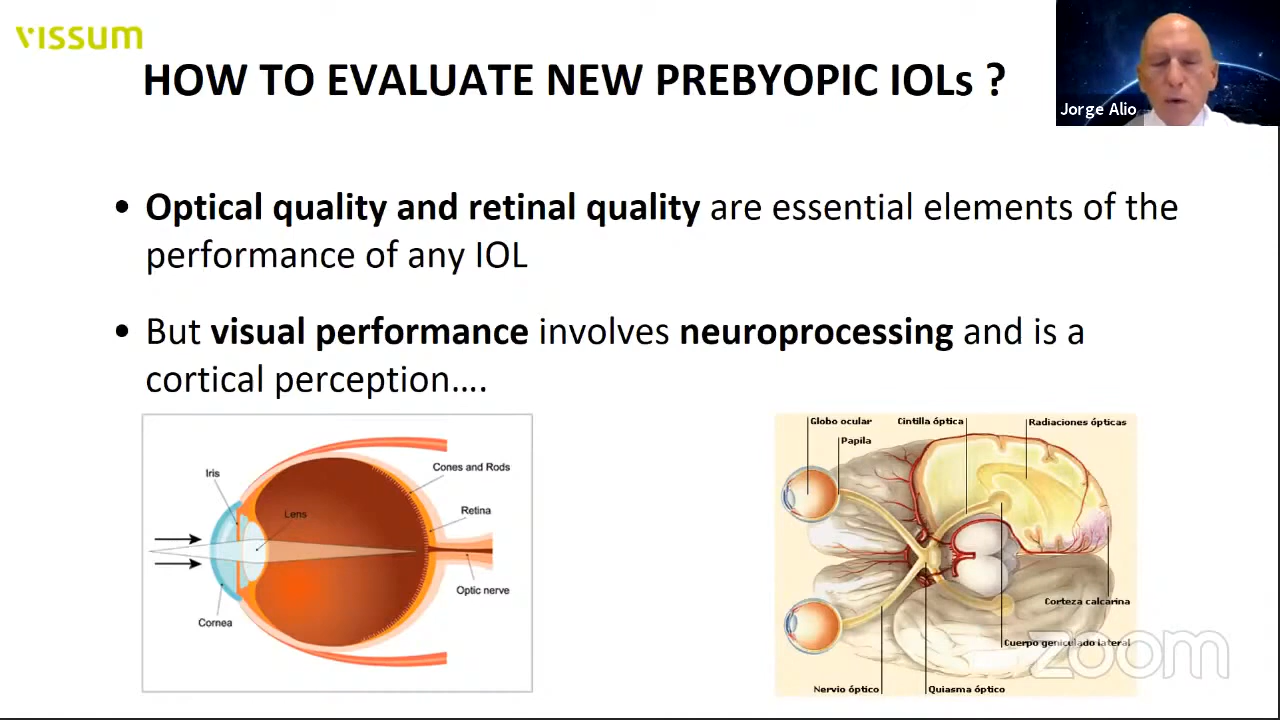 vissum
HOW TO EVALUATE NEW PREBYOPIC IOLs ?
Jorge Alio
• Optical quality and retinal quality are essential elements of the
performance of any IOL
• But visual performance involves neuroprocessing and is a
cortical perception....
Iris
Lens
Cones and Rods
Retina
Optic nerve
Cornea
Globo ocular
Cintilla óptica
Radiaciones ópticas
Papila
Corteza calcarina
Cuerpo geniculado lateral
Nervio óptico
Quiasma óptico
zoom